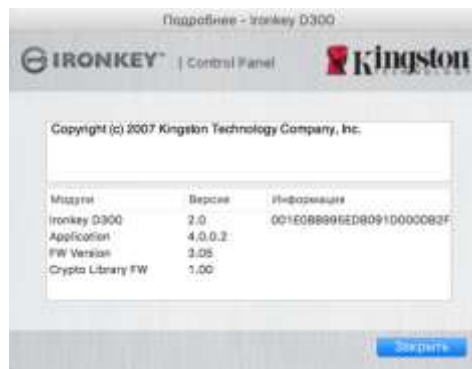 Подробнее - Ironkey D300
IRONKEY | Control Panel
Kingston
TECHNOLOGY
Copyright (c) 2007 Kingston Technology Company, Inc.
Модули Версия Информация
Ironkey D300 2.0
Application 4.0.0.2
FW Version 3.05
Crypto Library FW 1.00
Закрыть